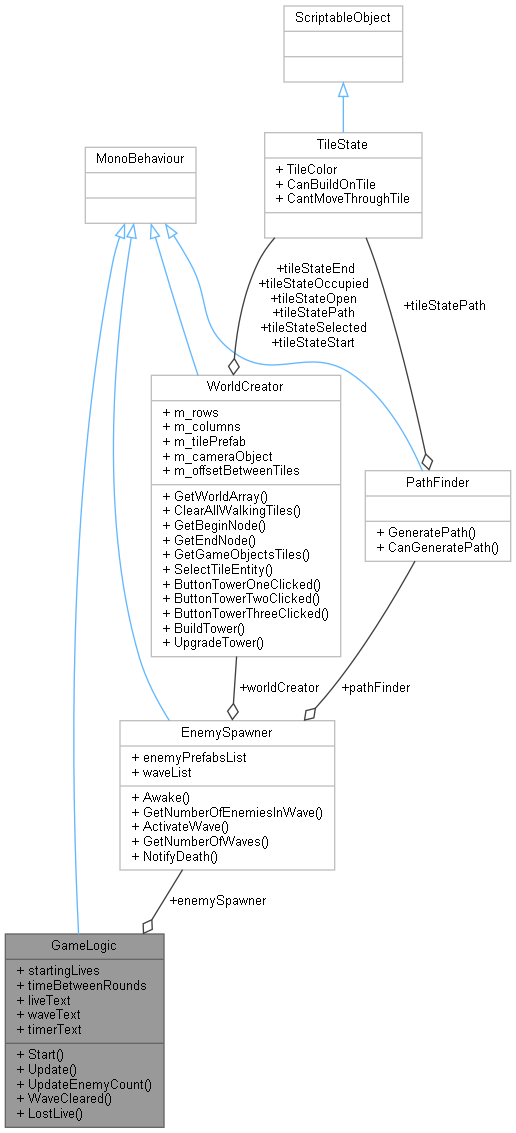 ScriptableObject
TileState
+ TileColor
+ CanBuildOnTile
+ CantMoveThroughTile
MonoBehaviour
+tileStateEnd
+tileStateOccupied
+tileStateOpen
+tileStatePath
+tileStateSelected
+tileStateStart
+tileStatePath
WorldCreator
+ m_rows
+ m_columns
+ m_tilePrefab
+ m_cameraObject
+ m_offsetBetweenTiles
+ GetWorldArray()
+ ClearAllWalkingTiles()
+ GetBeginNode()
+ GetEndNode()
+ GetGameObjectsTiles()
+ SelectTileEntity()
+ ButtonTowerOneClicked()
+ ButtonTowerTwoClicked()
+ ButtonTowerThreeClicked()
+ BuildTower()
+ UpgradeTower()
PathFinder
+ GeneratePath()
+ CanGeneratePath()
+worldCreator
+pathFinder
EnemySpawner
+ enemyPrefabsList
+ waveList
+ Awake()
+ GetNumberOfEnemiesInWave()
+ ActivateWave()
+ GetNumberOfWaves()
+ NotifyDeath()
+enemySpawner
GameLogic
+ startingLives
+ timeBetweenRounds
+ liveText
+ waveText
+ timerText
+ Start()
+ Update()
+ UpdateEnemyCount()
+ WaveCleared()
+ LostLive()